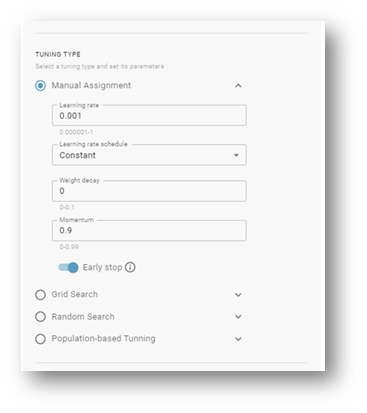 TUNING TYPE
Select a tuning type and set its parameters
Manual Assignment
Learning rate
0.001
0.000001-1
Learning rate schedule
Constant
Weight decay
0
0-0.1
Momentum
0.9
0-0.99
Early stop
Grid Search
Random Search
Population-based Tunning